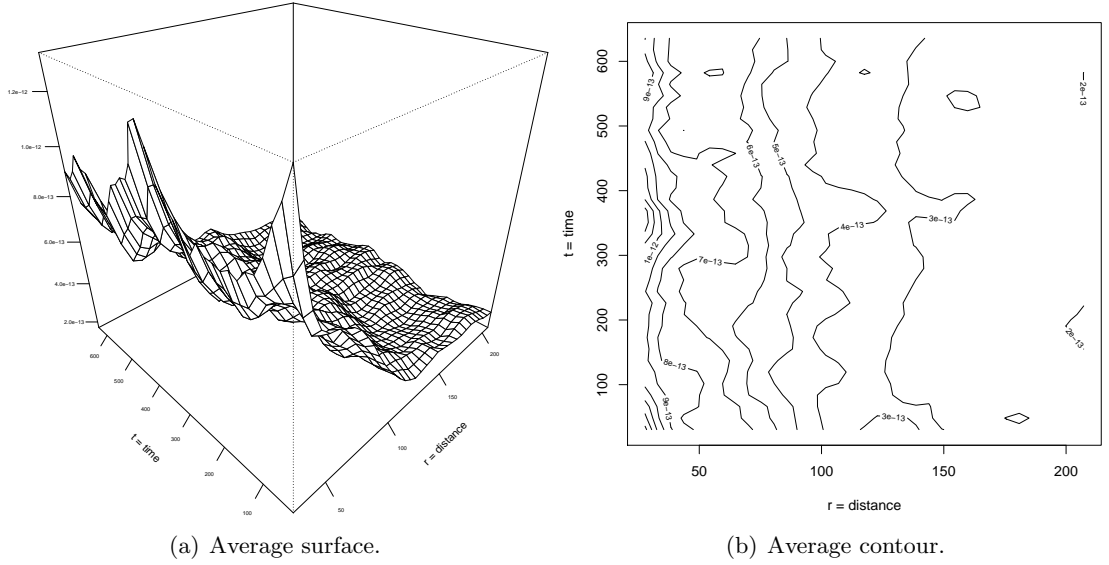 1.2e−12
1.0e−12
8.0e−13
6.0e−13
4.0e−13
2.0e−13
600
500
400
300
200
100
t = time
50
100
150
200
r = distance
(a) Average surface.
600
500
400
300
200
100
t = time
50
100
150
200
r = distance
9e−13
6e−13
5e−13
2e−13
1e−12
7e−13
4e−13
3e−13
8e−13
9e−13
3e−13
2e−13
(b) Average contour.